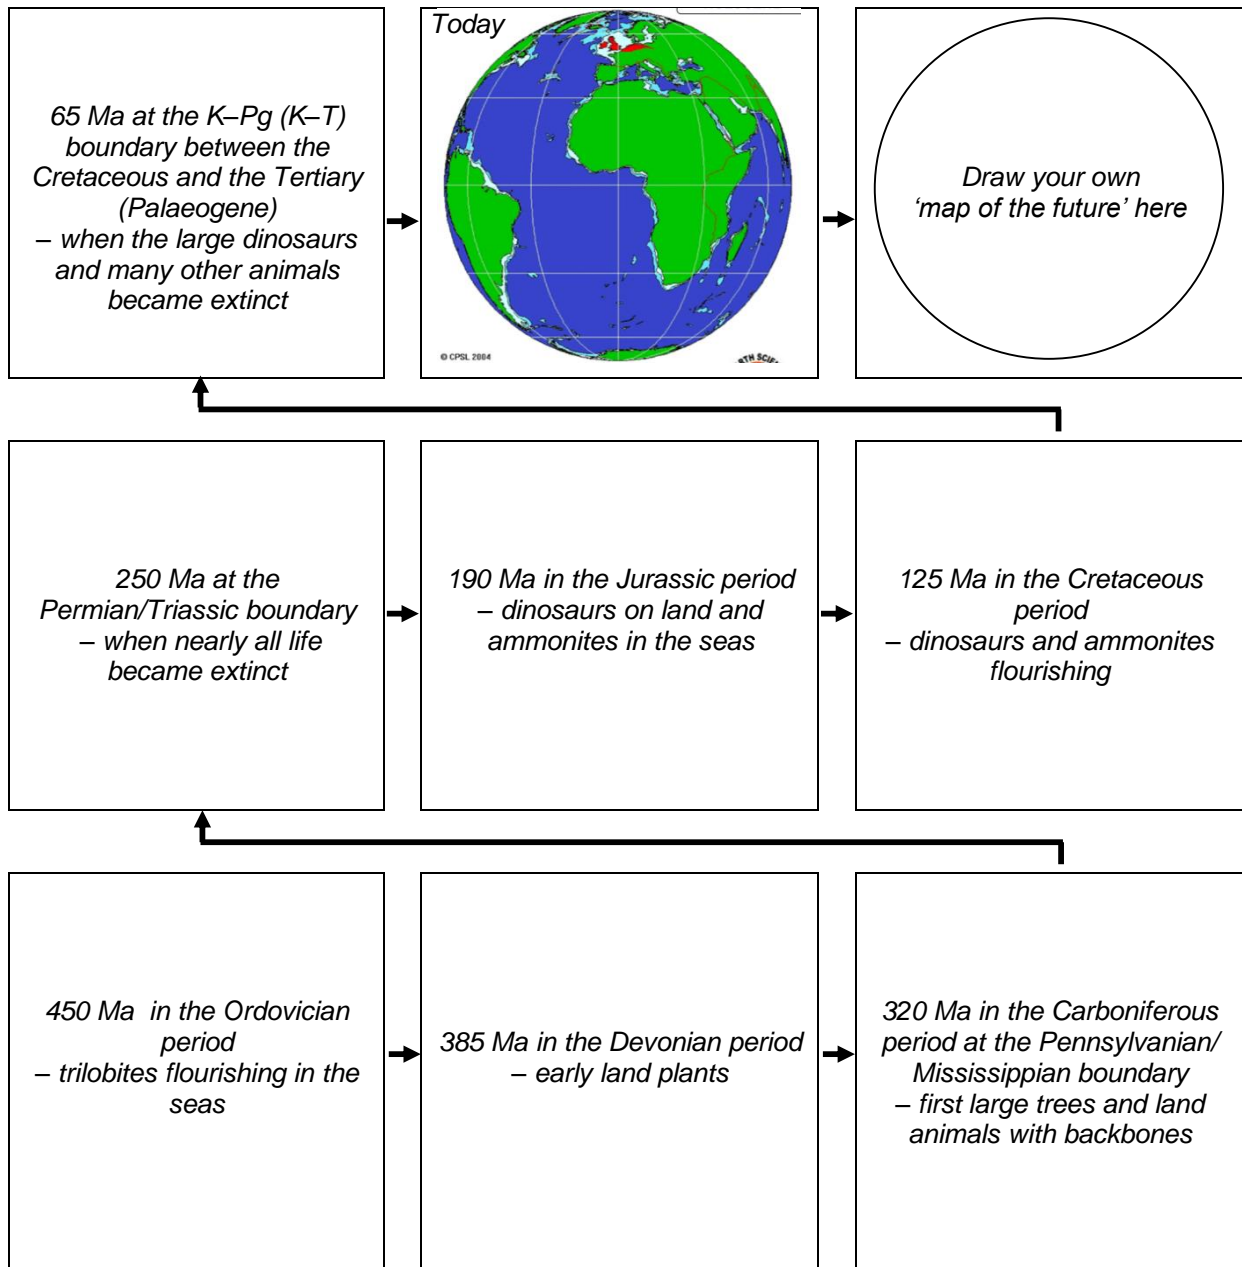 65 Ma at the K–Pg (K–T)
boundary between the
Cretaceous and the Tertiary
(Palaeogene)
– when the large dinosaurs
and many other animals
became extinct
Today
© CPSL 2004
Draw your own
‘map of the future’ here
250 Ma at the
Permian/Triassic boundary
– when nearly all life
became extinct
190 Ma in the Jurassic period
– dinosaurs on land and
ammonites in the seas
125 Ma in the Cretaceous
period
– dinosaurs and ammonites
flourishing
450 Ma  in the Ordovician
period
– trilobites flourishing in the
seas
385 Ma in the Devonian period
– early land plants
320 Ma in the Carboniferous
period at the Pennsylvanian/
Mississippian boundary
– first large trees and land
animals with backbones